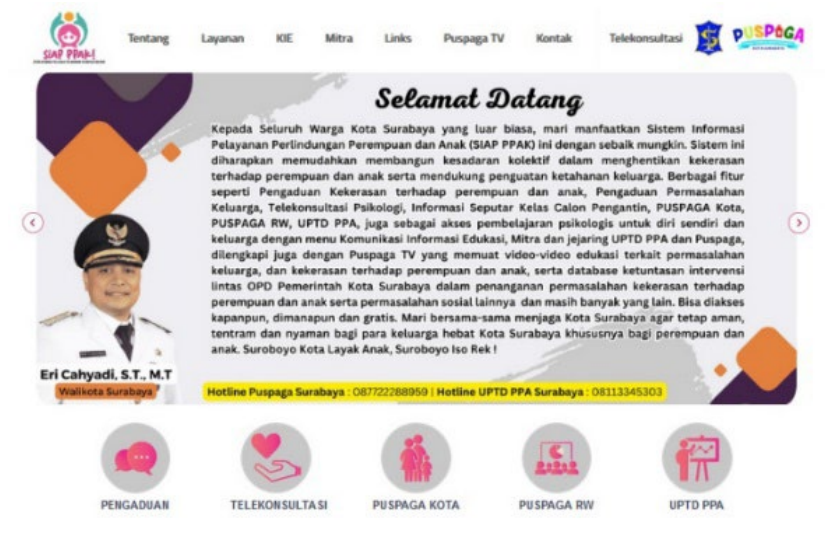 SIAP PPAK!
Tentang Layanan KIE Mitra Links Puspaga TV Kontak Telekonsultasi
PUSPAGA
Selamat Datang
Kepada Seluruh Warga Kota Surabaya yang luar biasa, mari manfaatkan Sistem Informasi
Pelayanan Perlindungan Perempuan dan Anak (SIAP PPAK) ini dengan sebaik mungkin. Sistem ini
diharapkan memudahkan membangun kesadaran kolektif dalam menghentikan kekerasan
terhadap perempuan dan anak serta mendukung penguatan ketahanan keluarga. Berbagai fitur
seperti Pengaduan Kekerasan terhadap perempuan dan anak, Pengaduan Permasalahan
Keluarga, Telekonsultasi Psikologi, Informasi Seputar Kelas Calon Pengantin, PUSPAGA Kota,
PUSPAGA RW, UPTD PPA, juga sebagai akses pembelajaran psikologis untuk diri sendiri dan
keluarga dengan menu Komunikasi Informasi Edukasi, Mitra dan jejaring UPTD PPA dan Puspaga,
dilengkapi juga dengan Puspaga TV yang memuat video-video edukasi terkait permasalahan
keluarga, dan kekerasan terhadap perempuan dan anak, serta database ketuntasan intervensi
lintas OPD Pemerintah Kota Surabaya dalam penanganan permasalahan kekerasan terhadap
perempuan dan anak serta permasalahan sosial lainnya dan masih banyak yang lain. Bisa diakses
kapanpun, dimanapun dan gratis. Mari bersama-sama menjaga Kota Surabaya agar tetap aman,
tentram dan nyaman bagi para keluarga hebat Kota Surabaya khususnya bagi perempuan dan
anak. Suroboyo Kota Layak Anak, Suroboyo Iso Rek !
Eri Cahyadi, S.T., M.T
Walikota Surabaya
Hotline Puspaga Surabaya : 087722288959 | Hotline UPTD PPA Surabaya : 08113345303
PENGADUAN TELEKONSULTASI PUSPAGA KOTA PUSPAGA RW UPTD PPA